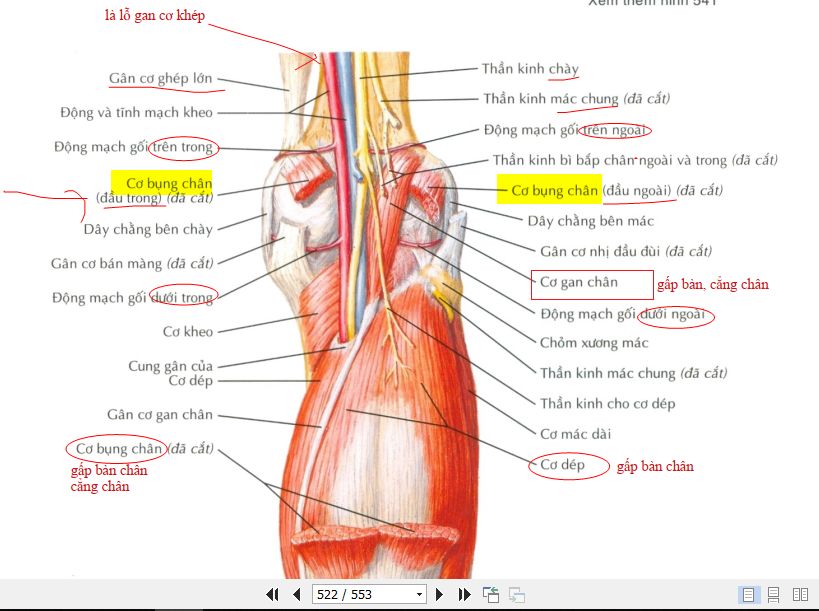 Xem thêm hình 541
là lỗ gan cơ khép
Gân cơ ghép lớn
Động và tĩnh mạch kheo
Động mạch gối trên trong
Cơ bụng chân
(đầu trong) (đã cắt)
Dây chằng bên chày
Gân cơ bán màng (đã cắt)
Động mạch gối dưới trong
Cơ kheo
Cung gân của
Cơ dép
Gân cơ gan chân
Cơ bụng chân (đã cắt)
gấp bàn chân
cẳng chân
Thần kinh chày
Thần kinh mác chung (đã cắt)
Động mạch gối trên ngoài
Thần kinh bì bắp chân ngoài và trong (đã cắt)
Cơ bụng chân (đầu ngoài) (đã cắt)
Dây chằng bên mác
Gân cơ nhị đầu đùi (đã cắt)
Cơ gan chân gấp bàn, cẳng chân
Động mạch gối dưới ngoài
Chỏm xương mác
Thần kinh mác chung (đã cắt)
Thần kinh cho cơ dép
Cơ mác dài
Cơ dép gấp bàn chân
522 / 553